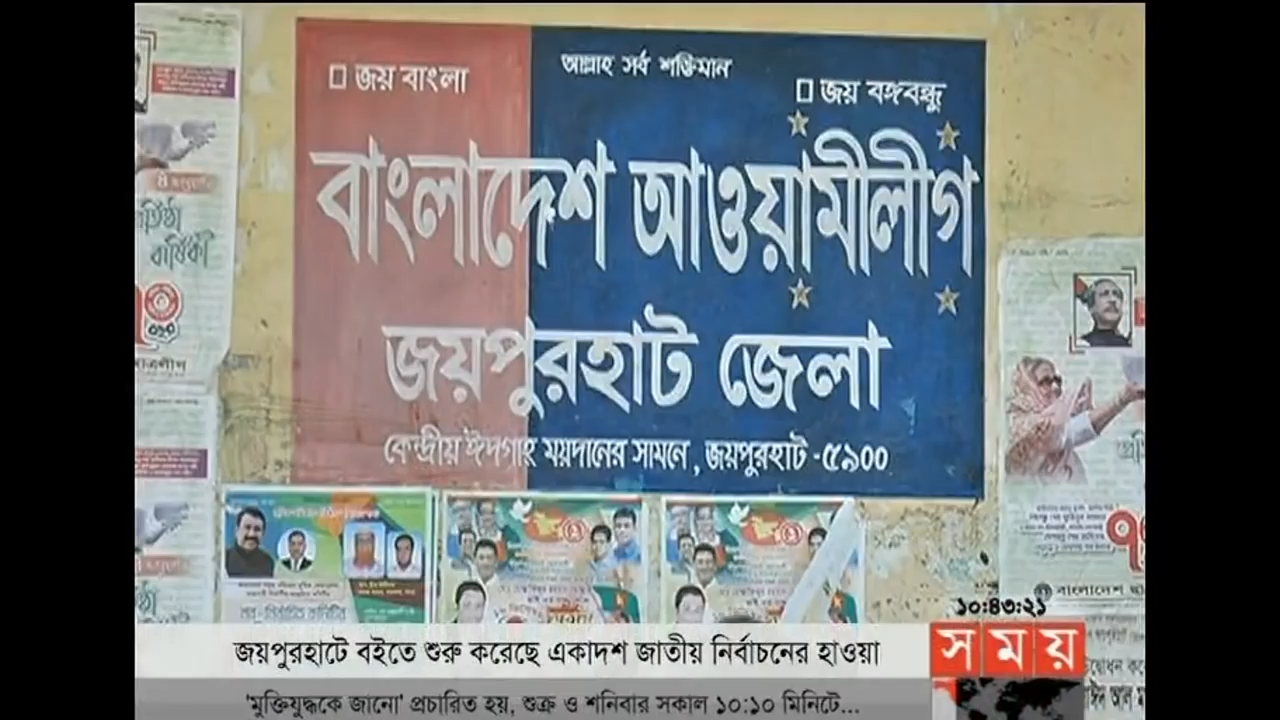 আল্লাহ সর্ব শক্তিমান
জয় বাংলা
জয় বঙ্গবন্ধু
বাংলাদেশ আওয়ামীলীগ
জয়পুরহাট জেলা
কেন্দ্রীয় ঈদগাহ ময়দানের সামনে, জয়পুরহাট -৫৯০০
বার্ষিকী
বাংলাদেশ
১০:৪৩:২১
সময়
জয়পুরহাটে বইতে শুরু করেছে একাদশ জাতীয় নির্বাচনের হাওয়া
'মুক্তিযুদ্ধকে জানো' প্রচারিত হয়, শুক্র ও শনিবার সকাল ১০:১০ মিনিটে...